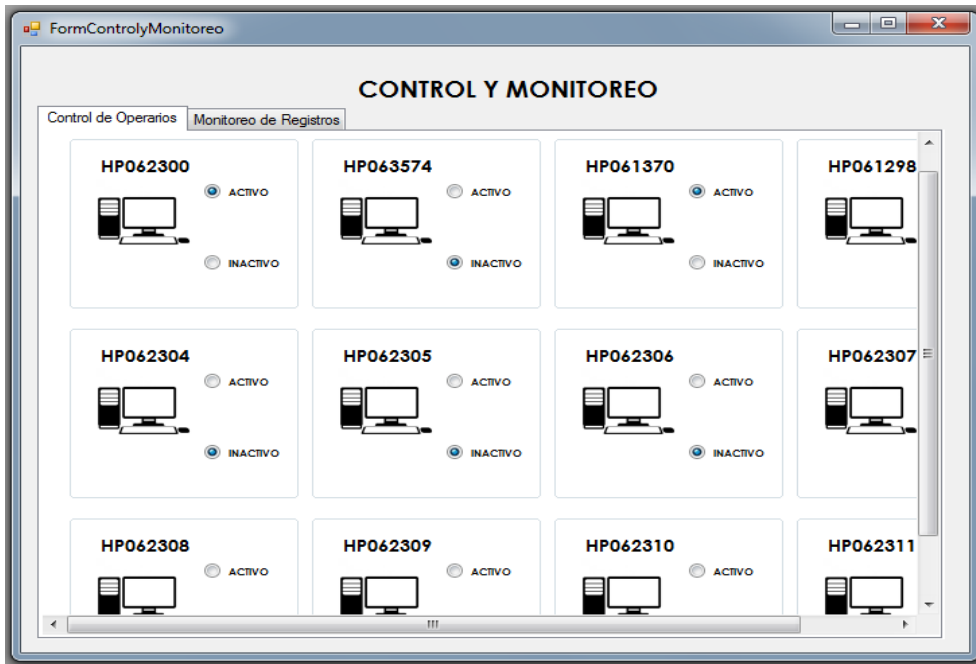 FormControlyMonitoreo
CONTROL Y MONITOREO
Control de Operarios
Monitoreo de Registros
HP062300
ACTIVO
INACTIVO
HP063574
ACTIVO
INACTIVO
HP061370
ACTIVO
INACTIVO
HP061298
HP062304
ACTIVO
INACTIVO
HP062305
ACTIVO
INACTIVO
HP062306
ACTIVO
INACTIVO
HP062307
HP062308
ACTIVO
HP062309
ACTIVO
HP062310
ACTIVO
HP062311